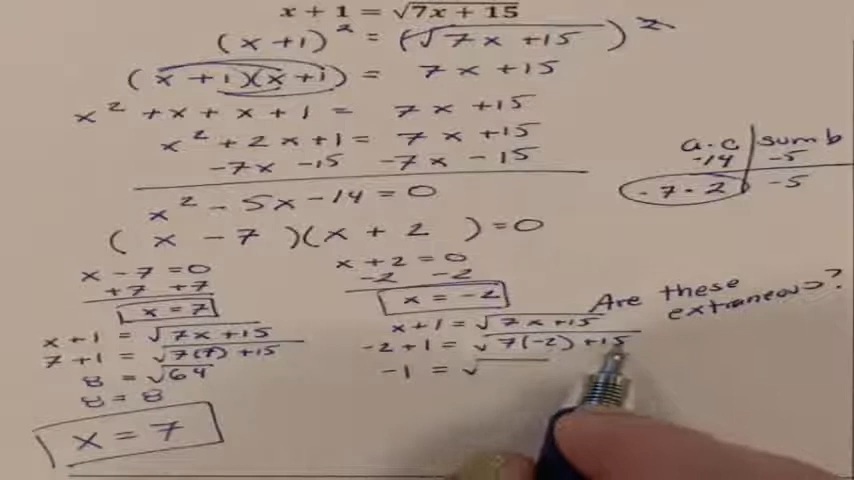 x + 1 = √7x + 15
(x + 1)² = (√7x + 15)²
(x + 1)(x + 1) = 7x + 15
x² + x + x + 1 = 7x + 15
x² + 2x + 1 = 7x + 15
-7x -15 -7x -15
x² - 5x - 14 = 0
(x - 7)(x + 2) = 0
x - 7 = 0
+7 +7
x = 7
x + 1 = √7x + 15
7 + 1 = √7(7) + 15
8 = √64
8 = 8
x = 7
x + 2 = 0
-2 -2
x = -2
x + 1 = √7x + 15
-2 + 1 = √7(-2) + 15
-1 = √
a·c | sum b
-14 | -5
-7·2 | -5
Are these
extraneous?